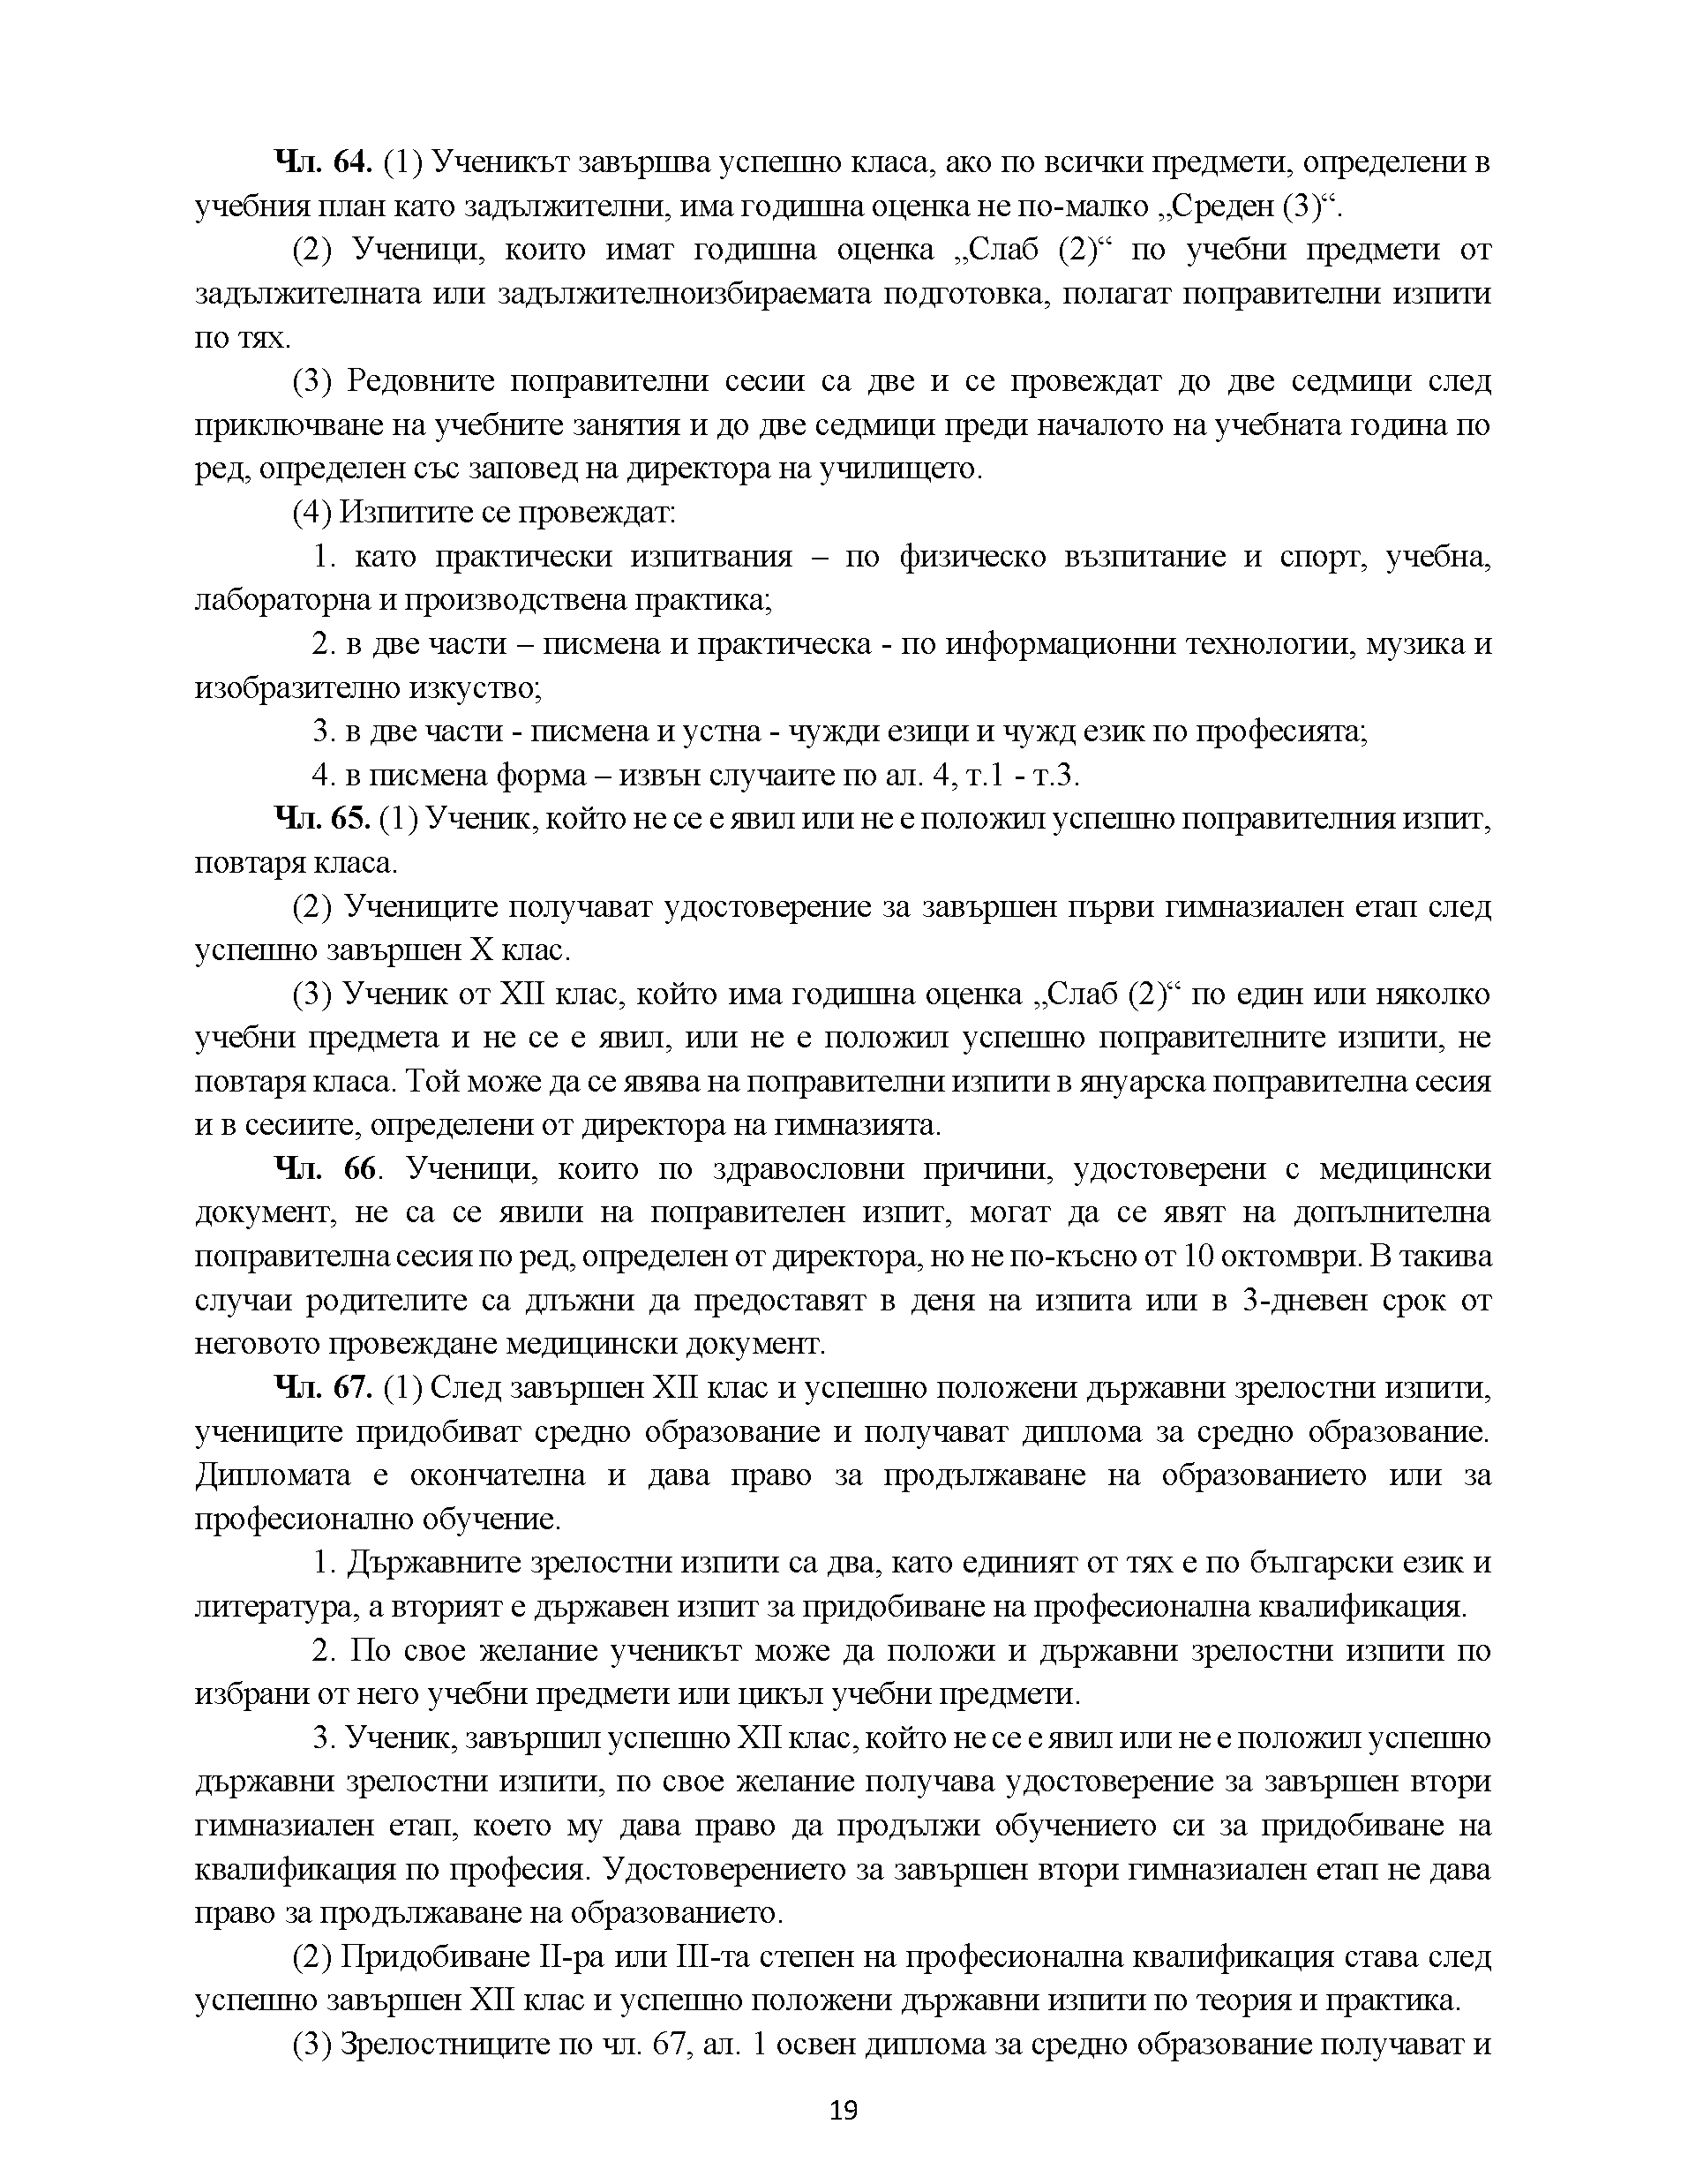 Чл. 64. (1) Ученикът завършва успешно класа, ако по всички предмети, определени в
учебния план като задължителни, има годишна оценка не по-малко „Среден (3)“.
(2) Ученици, които имат годишна оценка „Слаб (2)“ по учебни предмети от
задължителната или задължителноизбираемата подготовка, полагат поправителни изпити
по тях.
(3) Редовните поправителни сесии са две и се провеждат до две седмици след
приключване на учебните занятия и до две седмици преди началото на учебната година по
ред, определен със заповед на директора на училището.
(4) Изпитите се провеждат:
1. като практически изпитвания – по физическо възпитание и спорт, учебна,
лабораторна и производствена практика;
2. в две части – писмена и практическа - по информационни технологии, музика и
изобразително изкуство;
3. в две части - писмена и устна - чужди езици и чужд език по професията;
4. в писмена форма – извън случаите по ал. 4, т.1 - т.3.
Чл. 65. (1) Ученик, който не се е явил или не е положил успешно поправителния изпит,
повтаря класа.
(2) Учениците получават удостоверение за завършен първи гимназиален етап след
успешно завършен X клас.
(3) Ученик от XII клас, който има годишна оценка „Слаб (2)“ по един или няколко
учебни предмета и не се е явил, или не е положил успешно поправителните изпити, не
повтаря класа. Той може да се явява на поправителни изпити в януарска поправителна сесия
и в сесиите, определени от директора на гимназията.
Чл. 66. Ученици, които по здравословни причини, удостоверени с медицински
документ, не са се явили на поправителен изпит, могат да се явят на допълнителна
поправителна сесия по ред, определен от директора, но не по-късно от 10 октомври. В такива
случаи родителите са длъжни да предоставят в деня на изпита или в 3-дневен срок от
неговото провеждане медицински документ.
Чл. 67. (1) След завършен XII клас и успешно положени държавни зрелостни изпити,
учениците придобиват средно образование и получават диплома за средно образование.
Дипломата е окончателна и дава право за продължаване на образованието или за
професионално обучение.
1. Държавните зрелостни изпити са два, като единият от тях е по български език и
литература, а вторият е държавен изпит за придобиване на професионална квалификация.
2. По свое желание ученикът може да положи и държавни зрелостни изпити по
избрани от него учебни предмети или цикъл учебни предмети.
3. Ученик, завършил успешно XII клас, който не се е явил или не е положил успешно
държавни зрелостни изпити, по свое желание получава удостоверение за завършен втори
гимназиален етап, което му дава право да продължи обучението си за придобиване на
квалификация по професия. Удостоверението за завършен втори гимназиален етап не дава
право за продължаване на образованието.
(2) Придобиване II-ра или III-та степен на професионална квалификация става след
успешно завършен XII клас и успешно положени държавни изпити по теория и практика.
(3) Зрелостниците по чл. 67, ал. 1 освен диплома за средно образование получават и
19